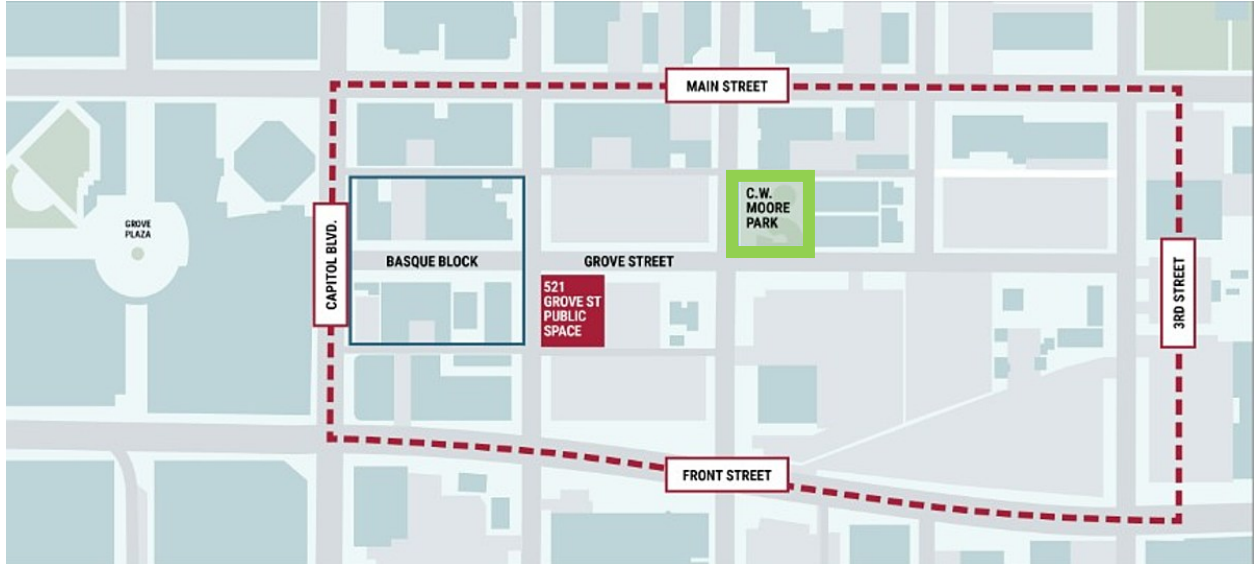 MAIN STREET
C.W.
MOORE
PARK
GROVE
PLAZA
CAPITOL BLVD.
BASQUE BLOCK
GROVE STREET
3RD STREET
521
GROVE ST
PUBLIC
SPACE
FRONT STREET